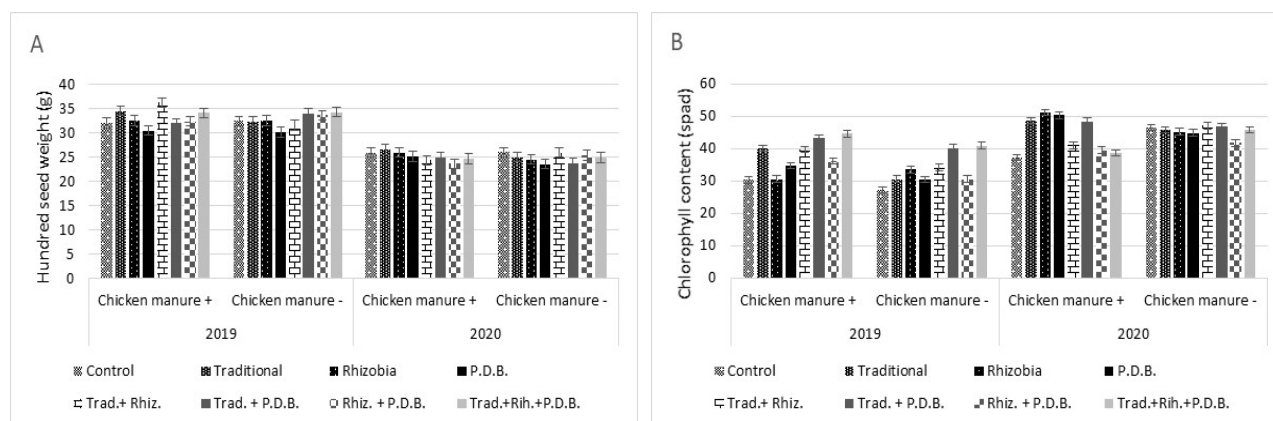 A
Hundred seed weight (g)
40
35
30
25
20
15
10
5
0
Chicken manure + Chicken manure - Chicken manure + Chicken manure -
2019 2020
Control Traditional Rhizobia P.D.B.
Trad.+ Rhiz. Trad. + P.D.B. Rhiz. + P.D.B. Trad.+Rih.+P.D.B.
B
Chlorophyll content (spad)
60
50
40
30
20
10
0
Chicken manure + Chicken manure - Chicken manure + Chicken manure -
2019 2020
Control Traditional Rhizobia P.D.B.
Trad.+ Rhiz. Trad. + P.D.B. Rhiz. + P.D.B. Trad.+Rih.+P.D.B.